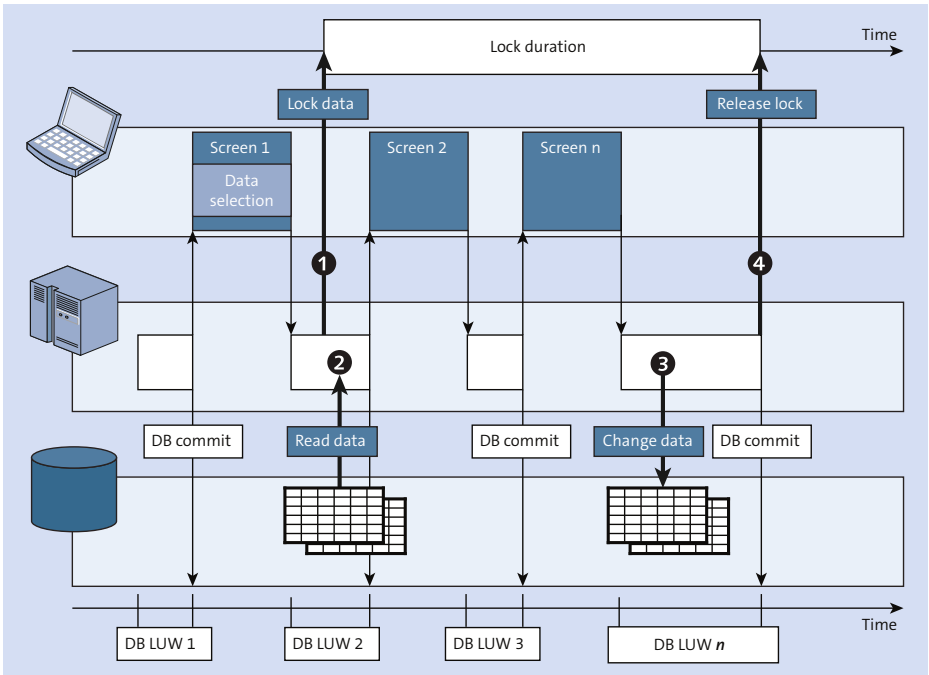 Time
Lock duration
Lock data
Release lock
Screen 1
Screen 2
Screen n
Data
selection
1
4
2
3
DB commit
Read data
DB commit
Change data
DB commit
Time
DB LUW 1
DB LUW 2
DB LUW 3
DB LUW n